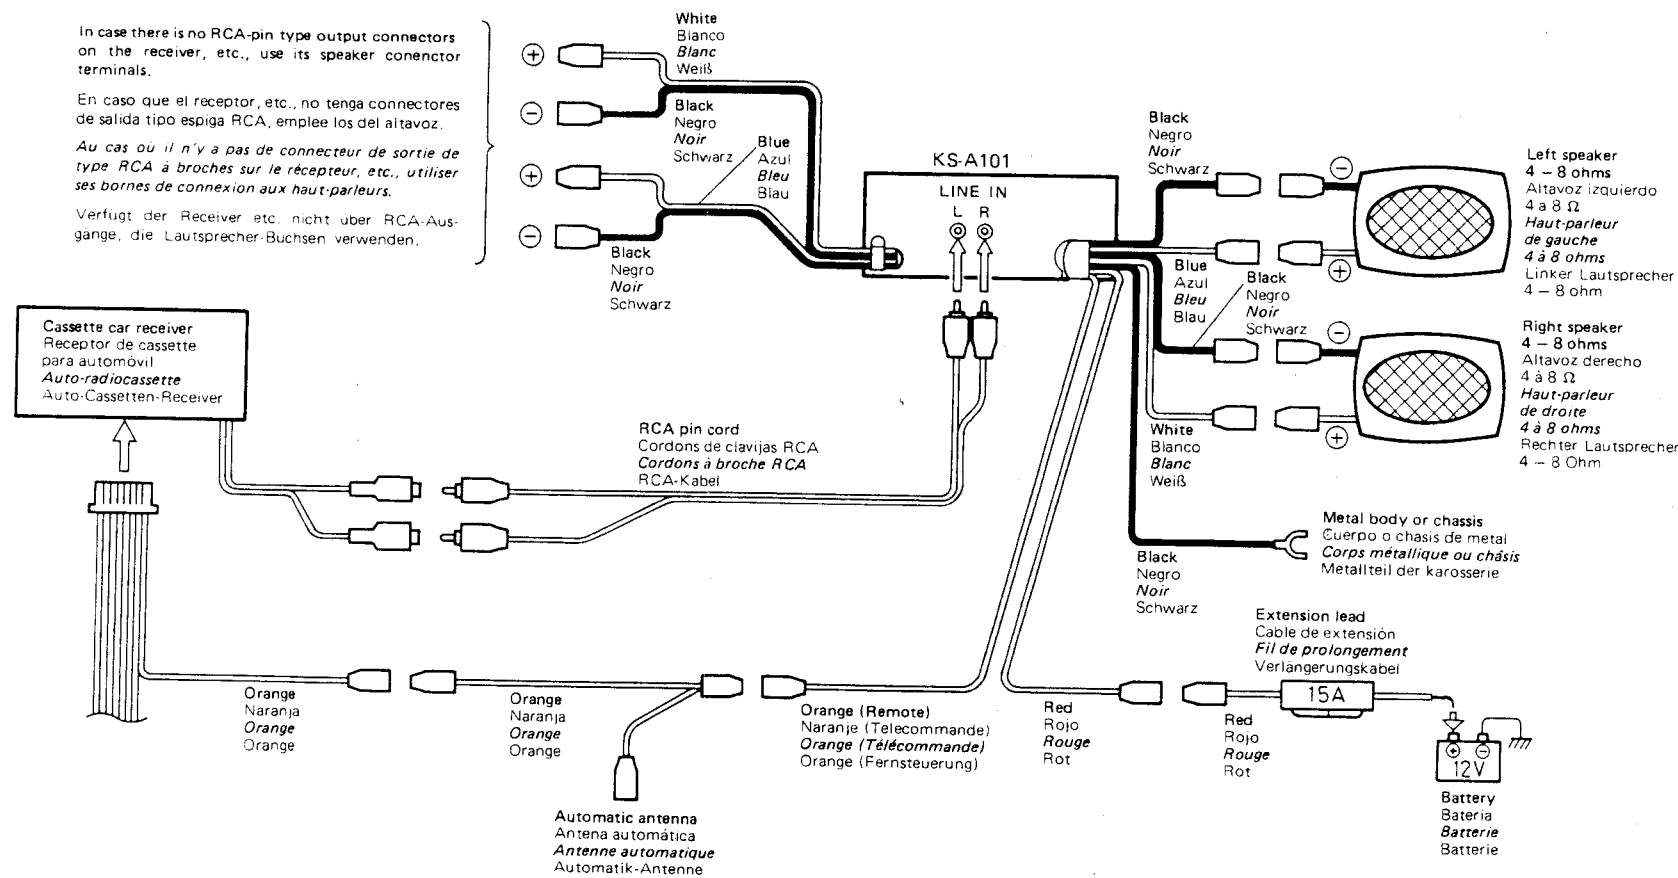 In case there is no RCA-pin type output connectors
on the receiver, etc., use its speaker conenctor
terminals.
En caso que el receptor, etc., no tenga connectores
de salida tipo espiga RCA, emplee los del altavoz.
Au cas où il n'y a pas de connecteur de sortie de
type RCA à broches sur le récepteur, etc., utiliser
ses bornes de connexion aux haut-parleurs.
Verfügt der Receiver etc. nicht über RCA-Aus-
gänge, die Lautsprecher-Buchsen verwenden.
+
−
+
−
White
Blanco
Blanc
Weiß
Black
Negro
Noir
Schwarz
Blue
Azul
Bleu
Blau
Black
Negro
Noir
Schwarz
KS-A101
LINE IN
L R
Black
Negro
Noir
Schwarz
−
+
Left speaker
4 – 8 ohms
Altavoz izquierdo
4 a 8 Ω
Haut-parleur
de gauche
4 à 8 ohms
Linker Lautsprecher
4 – 8 ohm
Blue
Azul
Bleu
Blau
Black
Negro
Noir
Schwarz
−
+
Right speaker
4 – 8 ohms
Altavoz derecho
4 à 8 Ω
Haut-parleur
de droite
4 à 8 ohms
Rechter Lautsprecher
4 – 8 Ohm
White
Blanco
Blanc
Weiß
Cassette car receiver
Receptor de cassette
para automóvil
Auto-radiocassette
Auto-Cassetten-Receiver
RCA pin cord
Cordons de clavijas RCA
Cordons à broche RCA
RCA-Kabel
Metal body or chassis
Cuerpo o chasis de metal
Corps métallique ou châsis
Metallteil der karosserie
Black
Negro
Noir
Schwarz
Extension lead
Cable de extensión
Fil de prolongement
Verlängerungskabel
15A
Orange
Naranja
Orange
Orange
Orange
Naranja
Orange
Orange
Orange (Remote)
Naranje (Telecommande)
Orange (Télécommande)
Orange (Fernsteuerung)
Red
Rojo
Rouge
Rot
Red
Rojo
Rouge
Rot
+ −
12V
Battery
Bateria
Batterie
Batterie
Automatic antenna
Antena automática
Antenne automatique
Automatik-Antenne